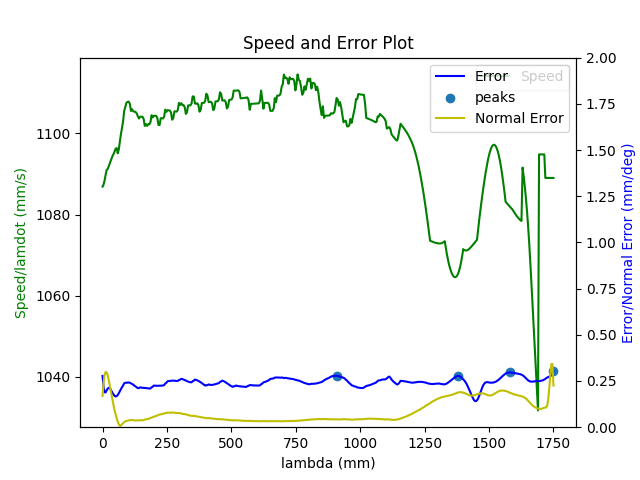 Speed and Error Plot
Error
Speed
peaks
Normal Error
1100
1080
1060
1040
Speed/lamdot (mm/s)
2.00
1.75
1.50
1.25
1.00
0.75
0.50
0.25
0.00
Error/Normal Error (mm/deg)
0 250 500 750 1000 1250 1500 1750
lambda (mm)